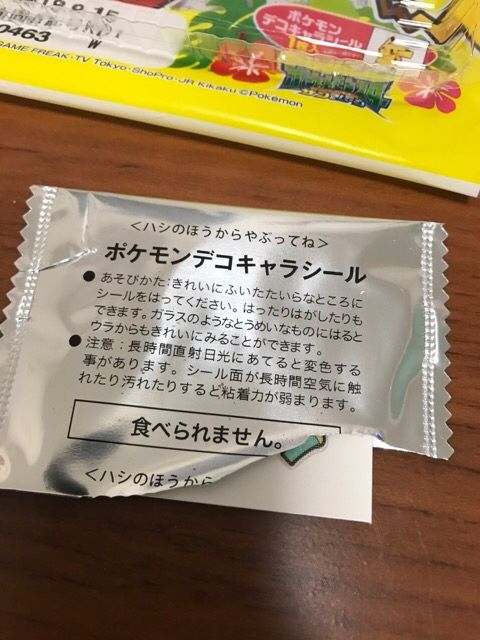 0463
W
ポケモン
デコキャラシール
GAME FREAK・TV Tokyo・ShoPro・JR Kikaku ©Pokémon
<ハシのほうからやぶってね>
ポケモンデコキャラシール
● あそびかた:きれいにふいたたいらなところに
シールをはってください。はったりはがしたりも
できます。ガラスのようなとうめいなものにはると
ウラからもきれいにみることができます。
● 注意:長時間直射日光にあてると変色する
事があります。シール面が長時間空気に触
れたり汚れたりすると粘着力が弱まります。
食べられません。
<ハシのほうから